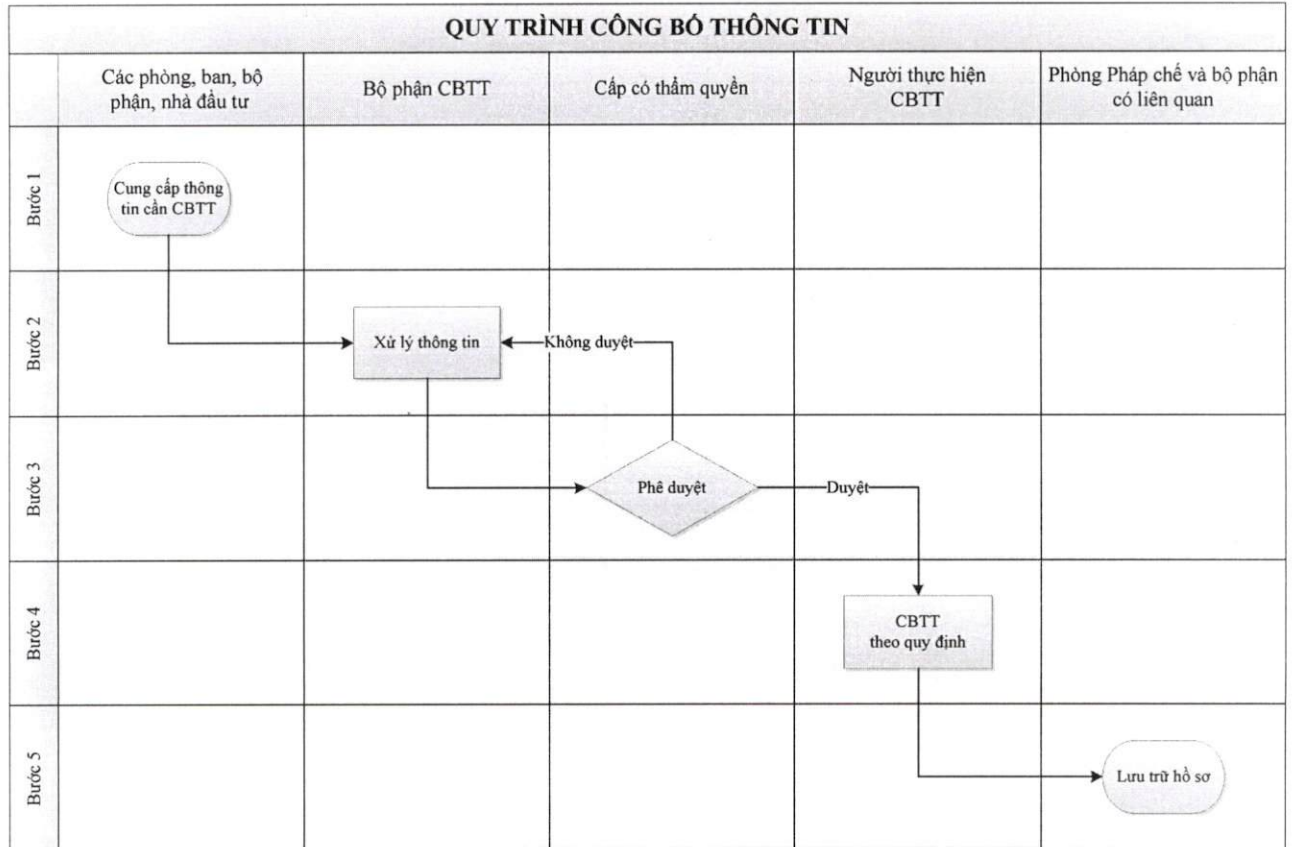 QUY TRÌNH CÔNG BỐ THÔNG TIN
Các phòng, ban, bộ
phận, nhà đầu tư
Bộ phận CBTT
Cấp có thẩm quyền
Người thực hiện
CBTT
Phòng Pháp chế và bộ phận
có liên quan
Bước 1
Cung cấp thông
tin cần CBTT
Bước 2
Xử lý thông tin
Không duyệt
Bước 3
Phê duyệt
Duyệt
Bước 4
CBTT
theo quy định
Bước 5
Lưu trữ hồ sơ